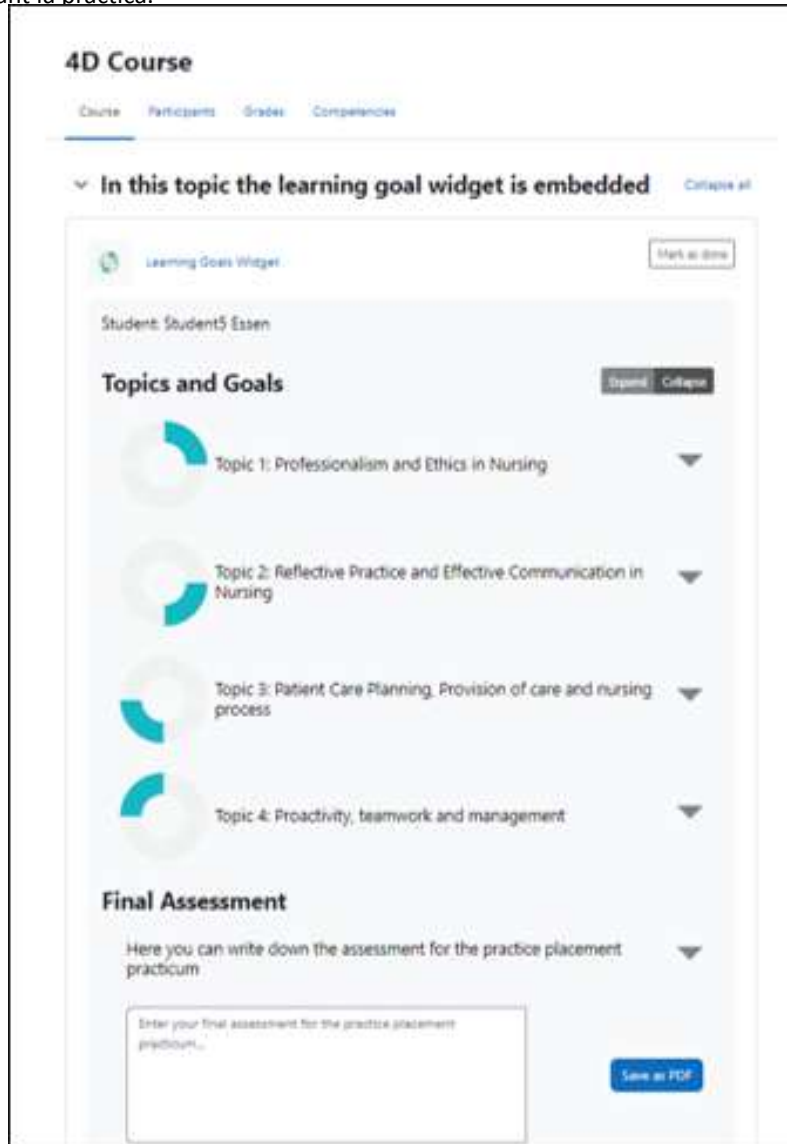 4D Course
Course Participants Grades Competencies
In this topic the learning goal widget is embedded Collapse all
Learning Goals Widget Mark as done
Student: Student5 Essen
Topics and Goals Expand Collapse
Topic 1: Professionalism and Ethics in Nursing
Topic 2: Reflective Practice and Effective Communication in
Nursing
Topic 3: Patient Care Planning, Provision of care and nursing
process
Topic 4: Proactivity, teamwork and management
Final Assessment
Here you can write down the assessment for the practice placement
practicum
Enter your final assessment for the practice placement
practicum...
Save as PDF